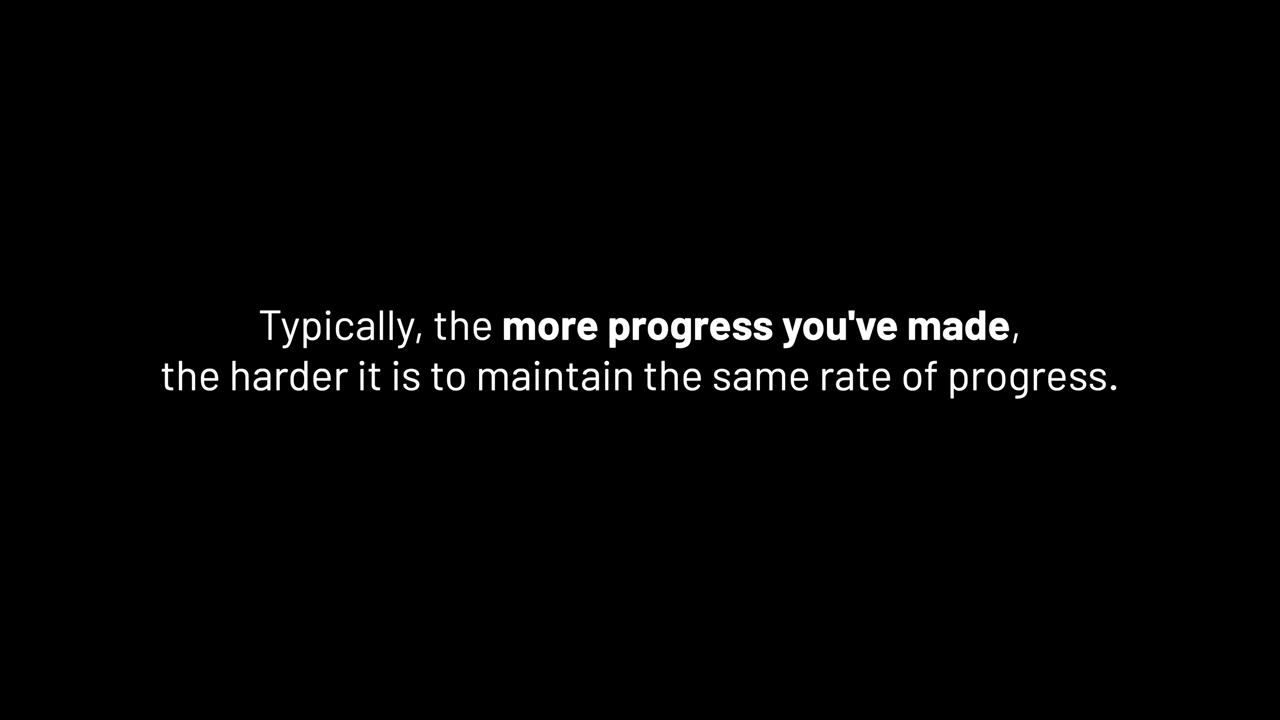 Typically, the more progress you've made,
the harder it is to maintain the same rate of progress.